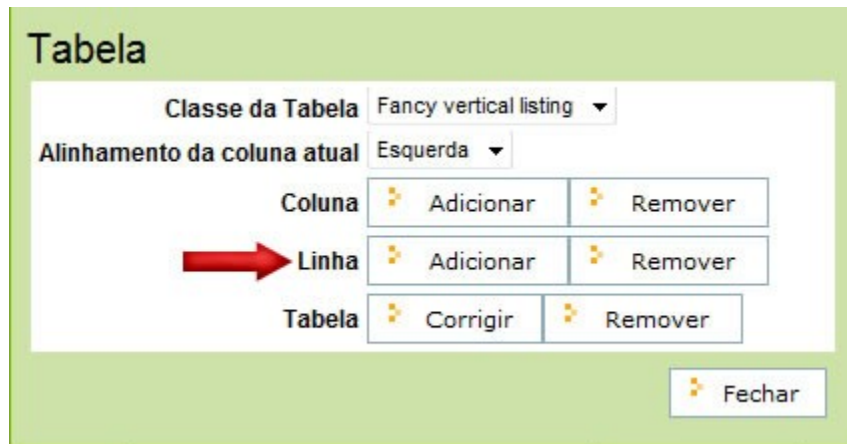 Tabela
Classe da Tabela Fancy vertical listing
Alinhamento da coluna atual Esquerda
Coluna Adicionar Remover
Linha Adicionar Remover
Tabela Corrigir Remover
Fechar